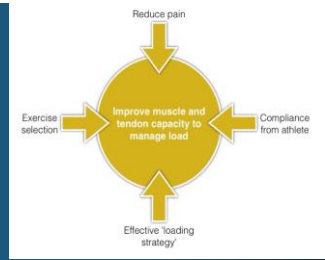 Reduce pain
Exercise
selection
Improve muscle and
tendon capacity to
manage load
Compliance
from athlete
Effective 'loading
strategy'